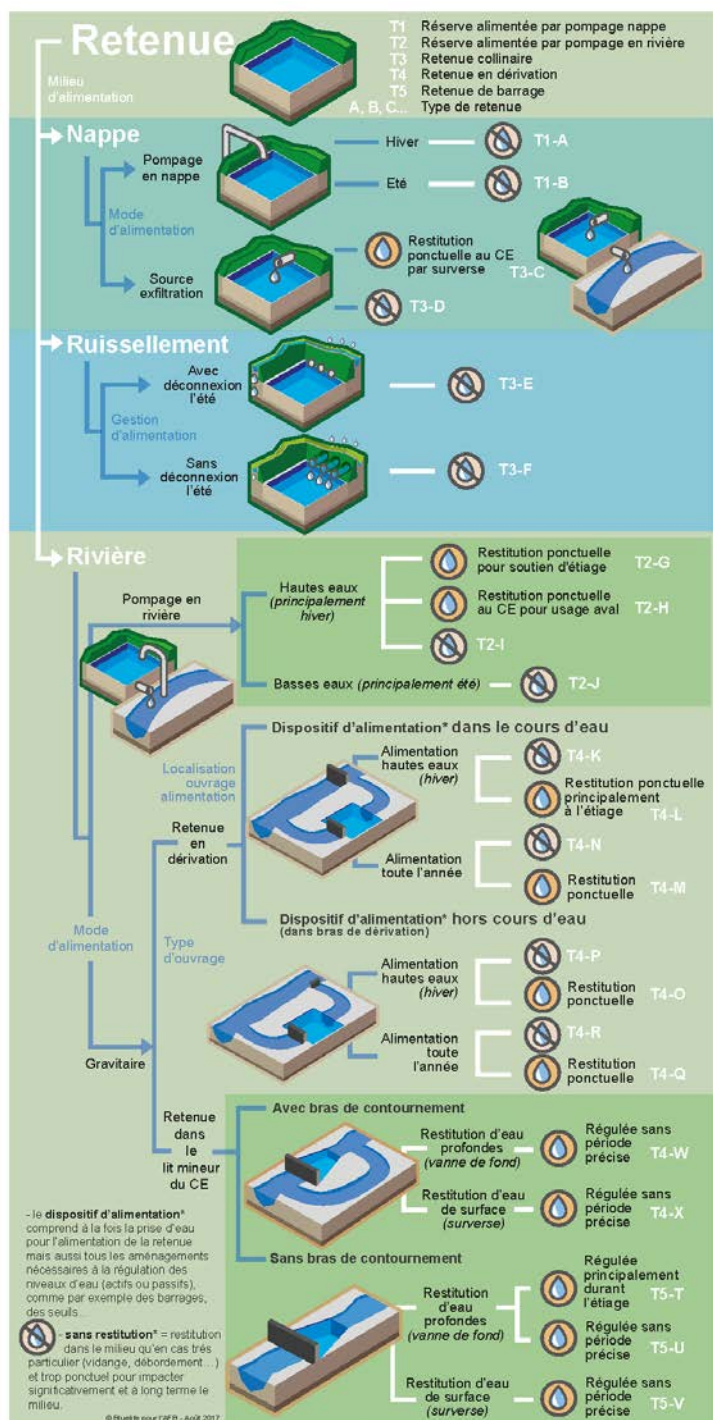 Retenue
T1 Réserve alimentée par pompage nappe
T2 Réserve alimentée par pompage en rivière
T3 Retenue collinaire
T4 Retenue en dérivation
T5 Retenue de barrage
A, B, C... Type de retenue
Milieu
d'alimentation
Nappe
Pompage
en nappe
Hiver
T1-A
Eté
T1-B
Mode
d'alimentation
Source
exfiltration
Restitution
ponctuelle au CE
par surverse
T3-C
T3-D
Ruissellement
Avec
déconnexion
l'été
T3-E
Gestion
d'alimentation
Sans
déconnexion
l'été
T3-F
Rivière
Pompage en
rivière
Hautes eaux
(principalement
hiver)
Restitution ponctuelle
pour soutien d'étiage
T2-G
Restitution ponctuelle
au CE pour usage aval
T2-H
T2-I
Basses eaux (principalement été)
T2-J
Dispositif d'alimentation* dans le cours d'eau
Localisation
ouvrage
alimentation
Alimentation
hautes eaux
(hiver)
T4-K
Restitution ponctuelle
principalement
à l'étiage
T4-L
Retenue
en
dérivation
Alimentation
toute l'année
T4-N
Restitution
ponctuelle
T4-M
Dispositif d'alimentation* hors cours d'eau
(dans bras de dérivation)
Mode
d'alimentation
Type
d'ouvrage
Alimentation
hautes eaux
(hiver)
T4-P
Restitution
ponctuelle
T4-O
Alimentation
toute
l'année
T4-R
Restitution
ponctuelle
T4-Q
Gravitaire
Retenue
dans
le
lit mineur
du CE
Avec bras de contournement
Restitution d'eau
profondes
(vanne de fond)
Régulée sans
période
précise
T4-W
Restitution d'eau
de surface
(surverse)
Régulée sans
période
précise
T4-X
Sans bras de contournement
Restitution
d'eau
profondes
(vanne de fond)
Régulée
principalement
durant
l'étiage
T5-T
Régulée sans
période
précise
T5-U
Restitution d'eau
de surface
(surverse)
Régulée sans
période
précise
T5-V
- le dispositif d'alimentation*
comprend à la fois la prise d'eau
pour l'alimentation de la retenue
mais aussi tous les aménagements
nécessaires à la régulation des
niveaux d'eau (actifs ou passifs),
comme par exemple des barrages,
des seuils...
- sans restitution* = restitution
dans le milieu qu'en cas très
particulier (vidange, débordement...)
et trop ponctuel pour impacter
significativement et à long terme le
milieu.
© Bluelife pour l'AFB - Août 2017